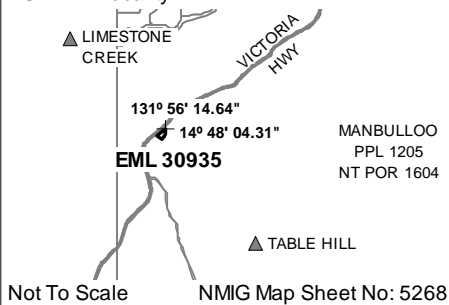 LIMESTONE
CREEK
VICTORIA
HWY
131º 56' 14.64"
14º 48' 04.31"
EML 30935
MANBULLOO
PPL 1205
NT POR 1604
TABLE HILL
Not To Scale
NMIG Map Sheet No: 5268